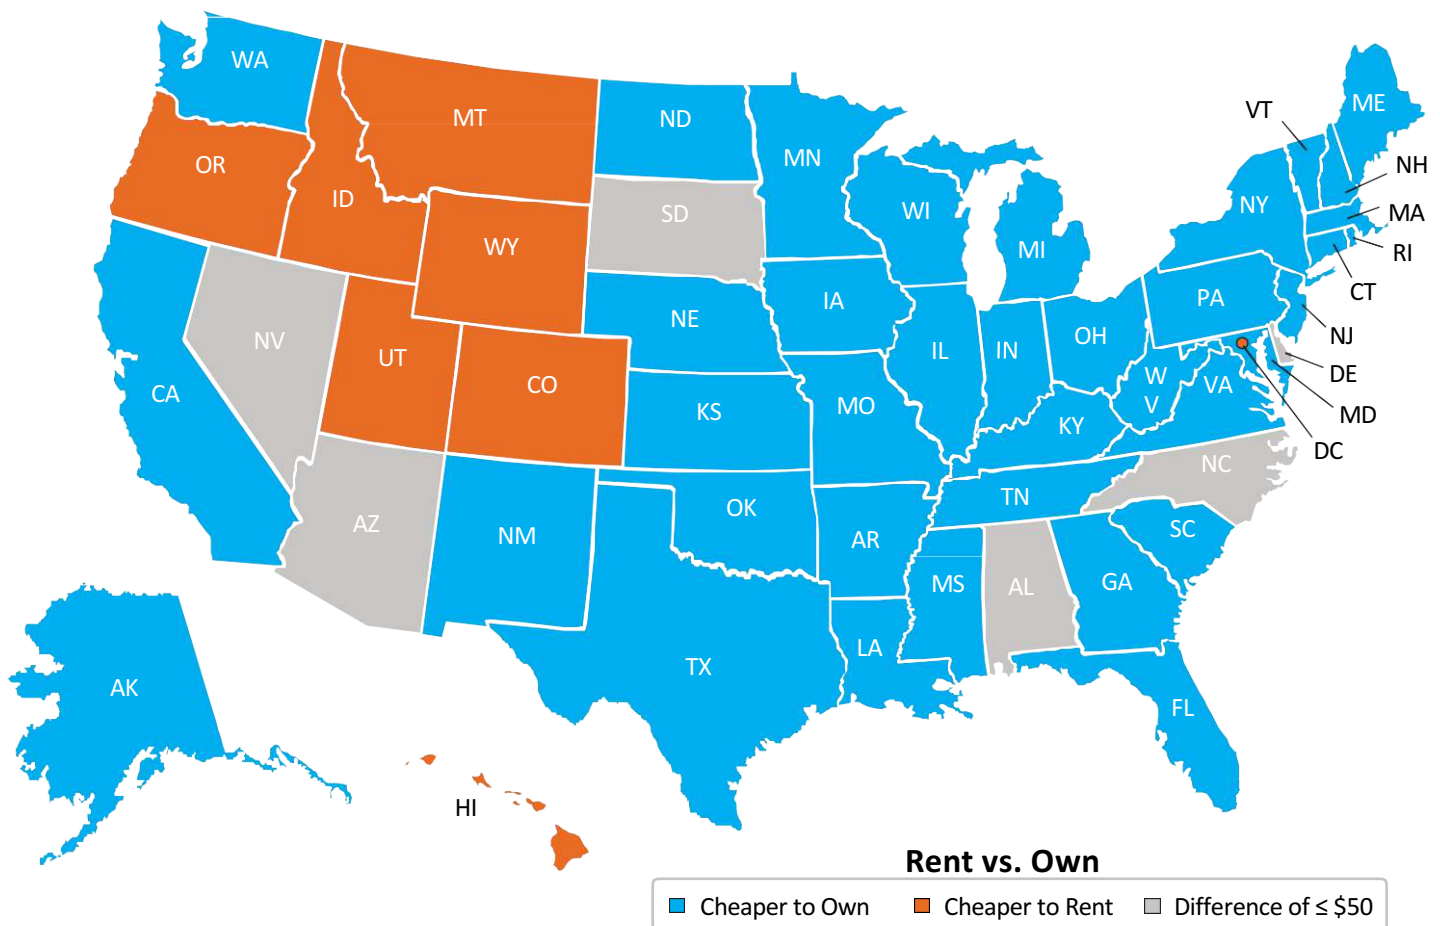 WA
MT
ND
MN
OR
ID
SD
WI
MI
VT
ME
NH
NY
MA
RI
CT
WY
NE
IA
PA
NJ
NV
UT
CO
IL
IN
OH
DE
CA
KS
MO
W
V
VA
MD
KY
DC
AZ
NM
OK
AR
TN
NC
SC
MS
AL
GA
TX
LA
FL
AK
HI
Rent vs. Own
Cheaper to Own
Cheaper to Rent
Difference of ≤ $50